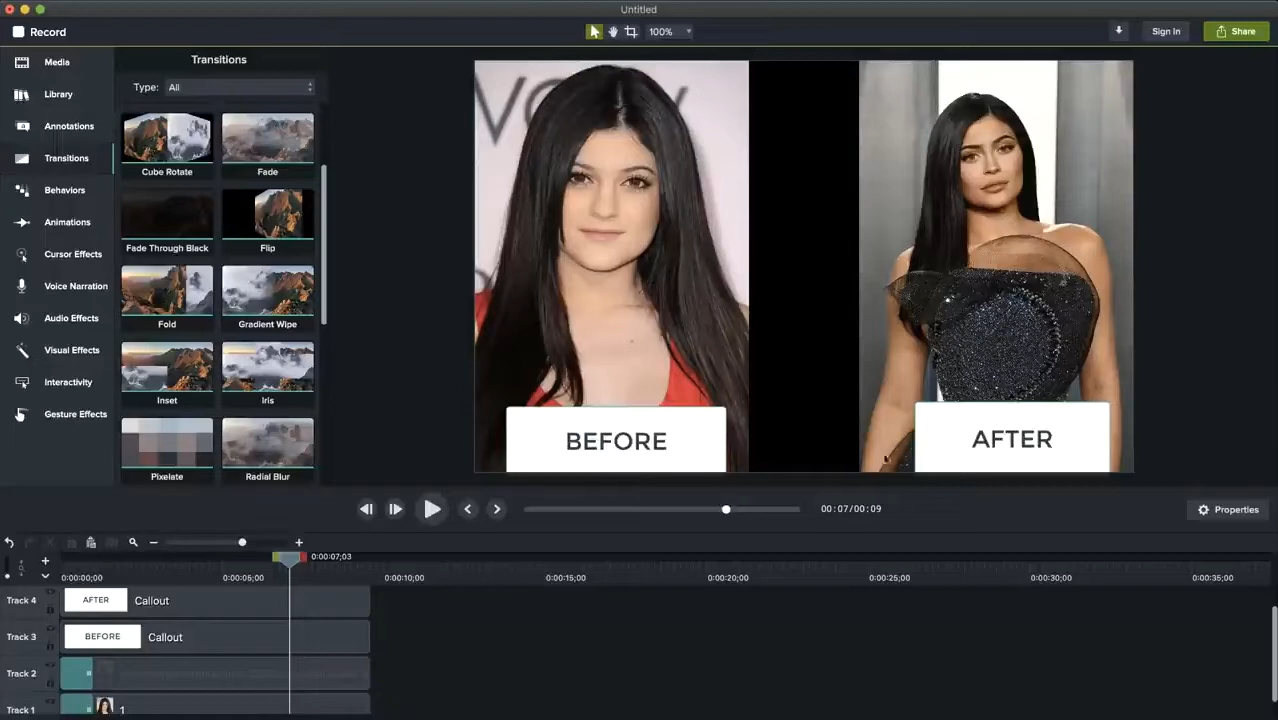 Untitled
Record
100%
Sign In
Share
Media
Library
Annotations
Transitions
Behaviors
Animations
Cursor Effects
Voice Narration
Audio Effects
Visual Effects
Interactivity
Gesture Effects
Transitions
Type: All
Cube Rotate
Fade
Fade Through Black
Flip
Fold
Gradient Wipe
Inset
Iris
Pixelate
Radial Blur
BEFORE
AFTER
00:07/00:09
Properties
0:00:07;03
0:00:00;00
0:00:05;00
0:00:10;00
0:00:15;00
0:00:20;00
0:00:25;00
0:00:30;00
0:00:35;00
Track 4
AFTER
Callout
Track 3
BEFORE
Callout
Track 2
Track 1
1